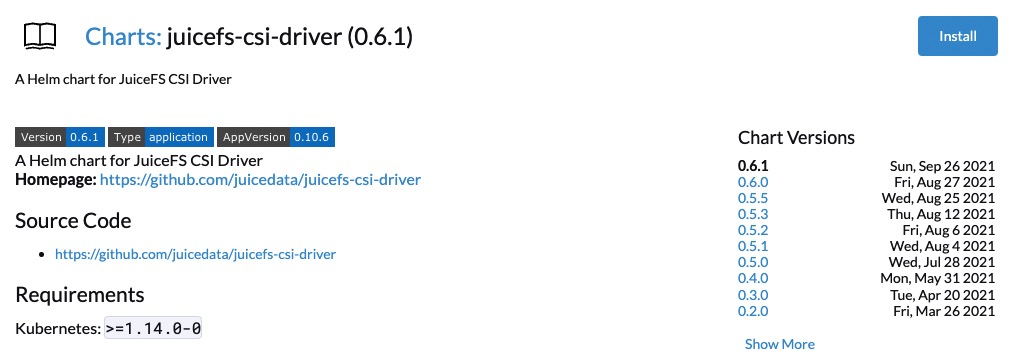 Charts: juicefs-csi-driver (0.6.1)
Install
A Helm chart for JuiceFS CSI Driver
Version 0.6.1 Type application AppVersion 0.10.6
A Helm chart for JuiceFS CSI Driver
Homepage: https://github.com/juicedata/juicefs-csi-driver
Source Code
• https://github.com/juicedata/juicefs-csi-driver
Requirements
Kubernetes: >=1.14.0-0
Chart Versions
0.6.1 Sun, Sep 26 2021
0.6.0 Fri, Aug 27 2021
0.5.5 Wed, Aug 25 2021
0.5.3 Thu, Aug 12 2021
0.5.2 Fri, Aug 6 2021
0.5.1 Wed, Aug 4 2021
0.5.0 Wed, Jul 28 2021
0.4.0 Mon, May 31 2021
0.3.0 Tue, Apr 20 2021
0.2.0 Fri, Mar 26 2021
Show More